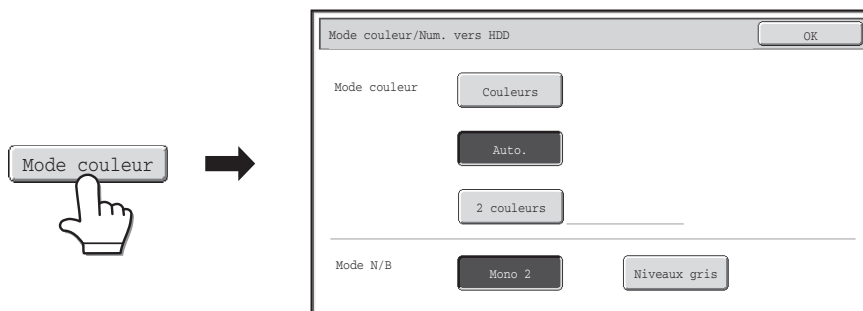 Mode couleur/Num. vers HDD OK
Mode couleur Couleurs
Mode couleur
Auto.
2 couleurs
Mode N/B Mono 2 Niveaux gris